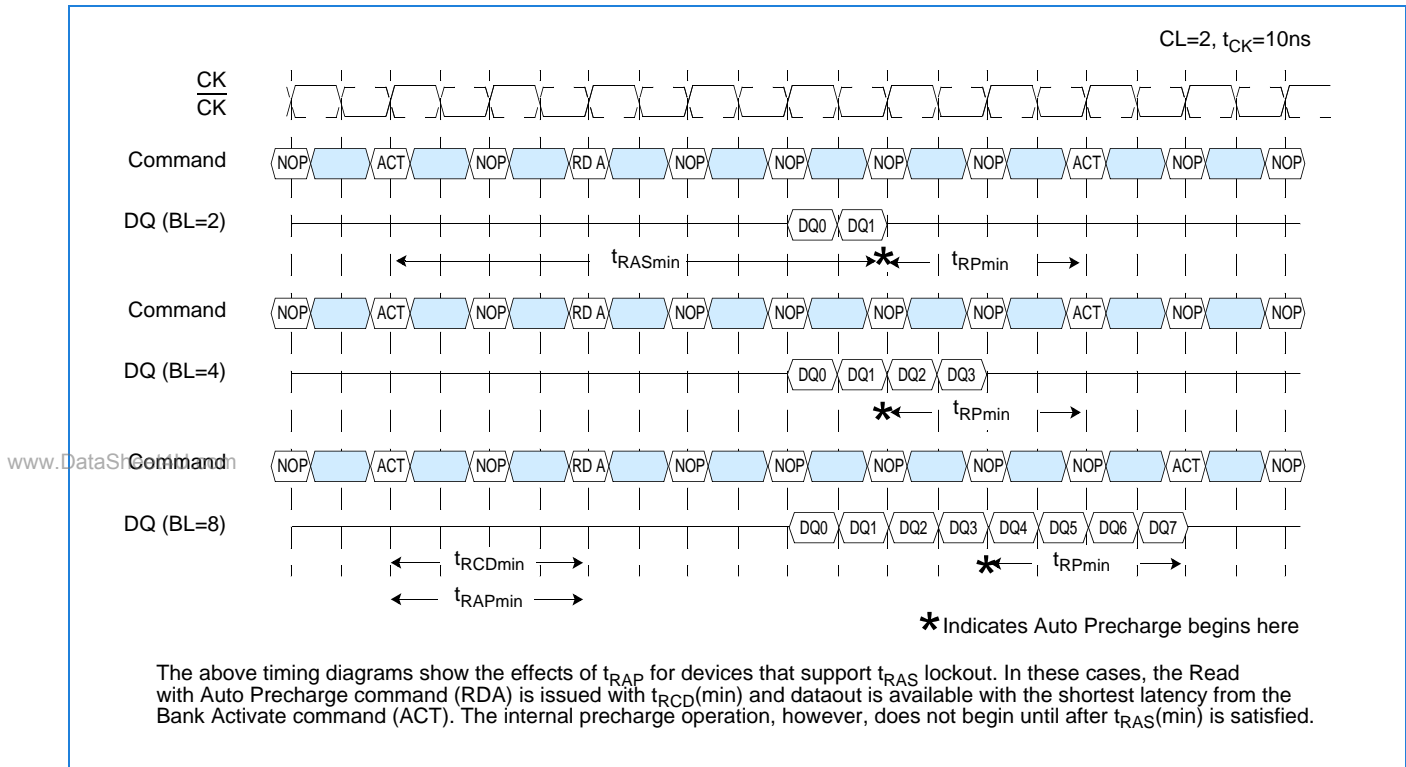 CL=2, tCK=10ns
CK
CK
Command NOP ACT NOP RD A NOP NOP NOP NOP ACT NOP NOP
DQ (BL=2) DQ0 DQ1
tRASmin * tRPmin
Command NOP ACT NOP RD A NOP NOP NOP NOP ACT NOP NOP
DQ (BL=4) DQ0 DQ1 DQ2 DQ3
* tRPmin
www.DataSheet4U.com
Command NOP ACT NOP RD A NOP NOP NOP NOP NOP ACT NOP
DQ (BL=8) DQ0 DQ1 DQ2 DQ3 DQ4 DQ5 DQ6 DQ7
tRCDmin * tRPmin
tRAPmin
* Indicates Auto Precharge begins here
The above timing diagrams show the effects of tRAP for devices that support tRAS lockout. In these cases, the Read
with Auto Precharge command (RDA) is issued with tRCD(min) and dataout is available with the shortest latency from the
Bank Activate command (ACT). The internal precharge operation, however, does not begin until after tRAS(min) is satisfied.